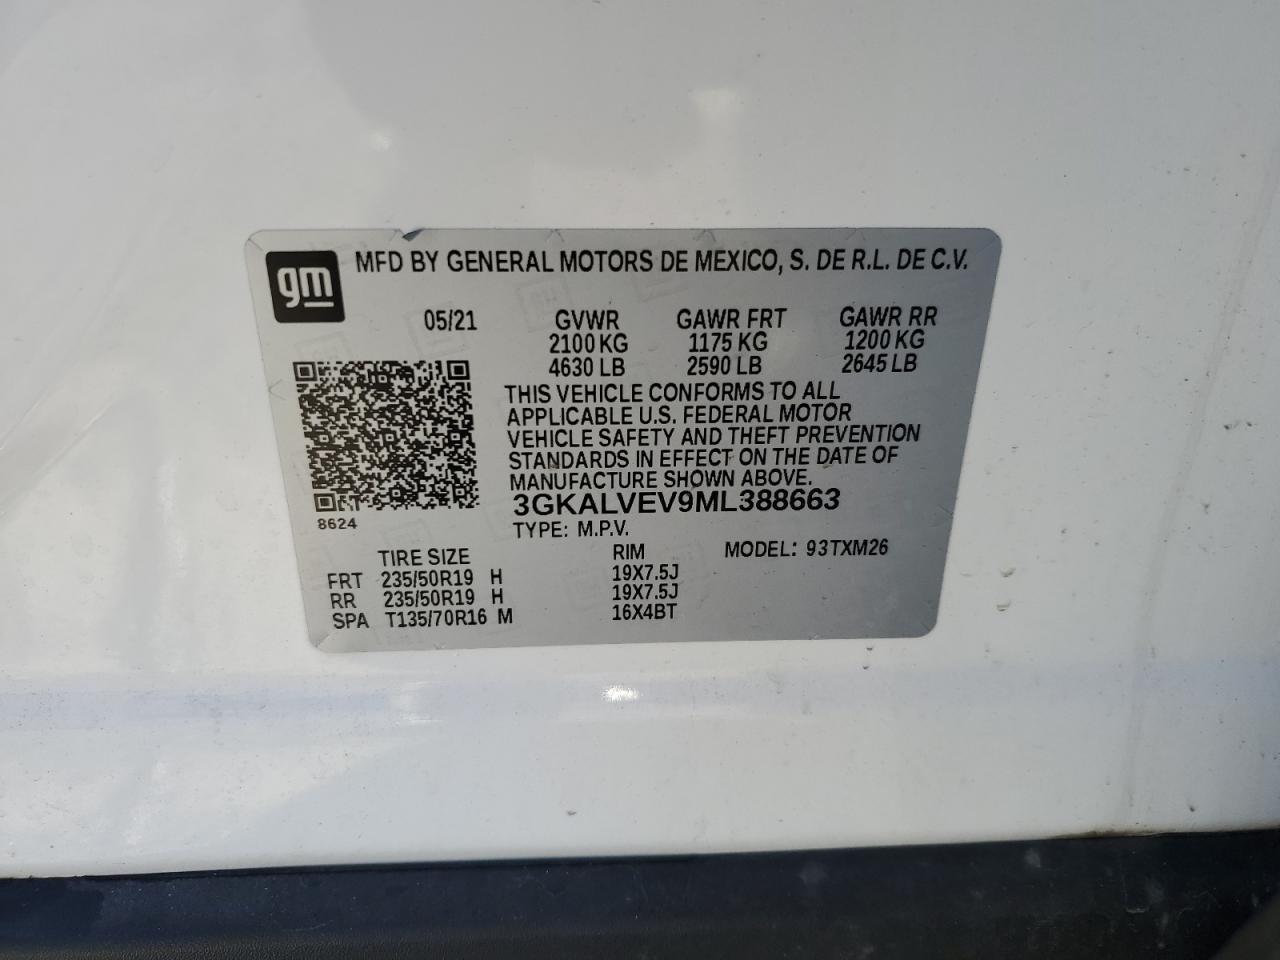 gm
MFD BY GENERAL MOTORS DE MEXICO, S. DE R.L. DE C.V.
05/21 GVWR GAWR FRT GAWR RR
2100 KG 1175 KG 1200 KG
4630 LB 2590 LB 2645 LB
THIS VEHICLE CONFORMS TO ALL
APPLICABLE U.S. FEDERAL MOTOR
VEHICLE SAFETY AND THEFT PREVENTION
STANDARDS IN EFFECT ON THE DATE OF
MANUFACTURE SHOWN ABOVE.
3GKALVEV9ML388663
8624
TYPE: M.P.V.
TIRE SIZE RIM MODEL: 93TXM26
FRT 235/50R19 H 19X7.5J
RR 235/50R19 H 19X7.5J
SPA T135/70R16 M 16X4BT